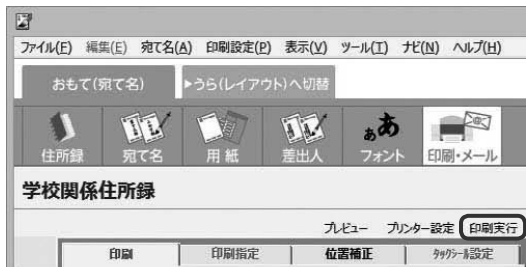 ファイル(F) 編集(E) 宛て名(A) 印刷設定(P) 表示(V) ツール(T) ナビ(N) ヘルプ(H)
おもて(宛て名) ▶うら(レイアウト)へ切替
住所録 宛て名 用紙 差出人 フォント 印刷・メール
学校関係住所録
プレビュー プリンター設定 印刷実行
印刷 印刷指定 位置補正 タックシール設定